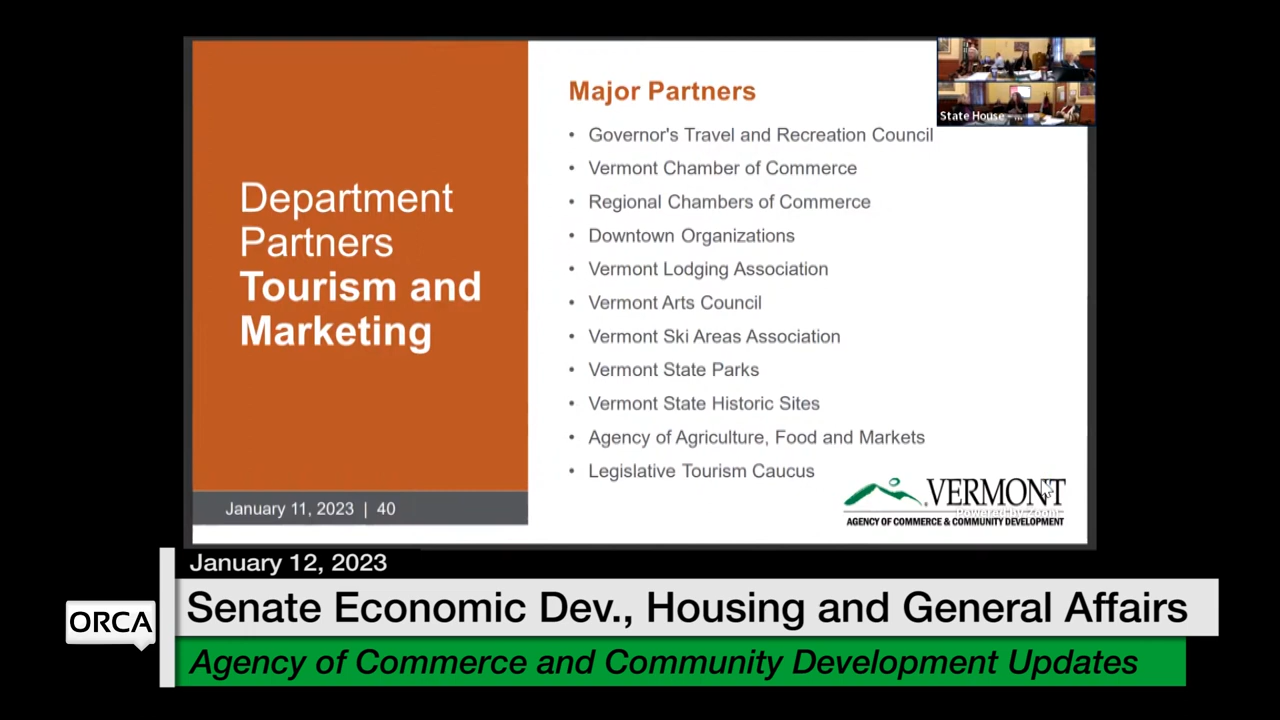 Department
Partners
Tourism and
Marketing
January 11, 2023 | 40
Major Partners
• Governor's Travel and Recreation Council
• Vermont Chamber of Commerce
• Regional Chambers of Commerce
• Downtown Organizations
• Vermont Lodging Association
• Vermont Arts Council
• Vermont Ski Areas Association
• Vermont State Parks
• Vermont State Historic Sites
• Agency of Agriculture, Food and Markets
• Legislative Tourism Caucus
State House - ...
VERMONT
Powered by Zoom
AGENCY OF COMMERCE & COMMUNITY DEVELOPMENT
January 12, 2023
ORCA
Senate Economic Dev., Housing and General Affairs
Agency of Commerce and Community Development Updates